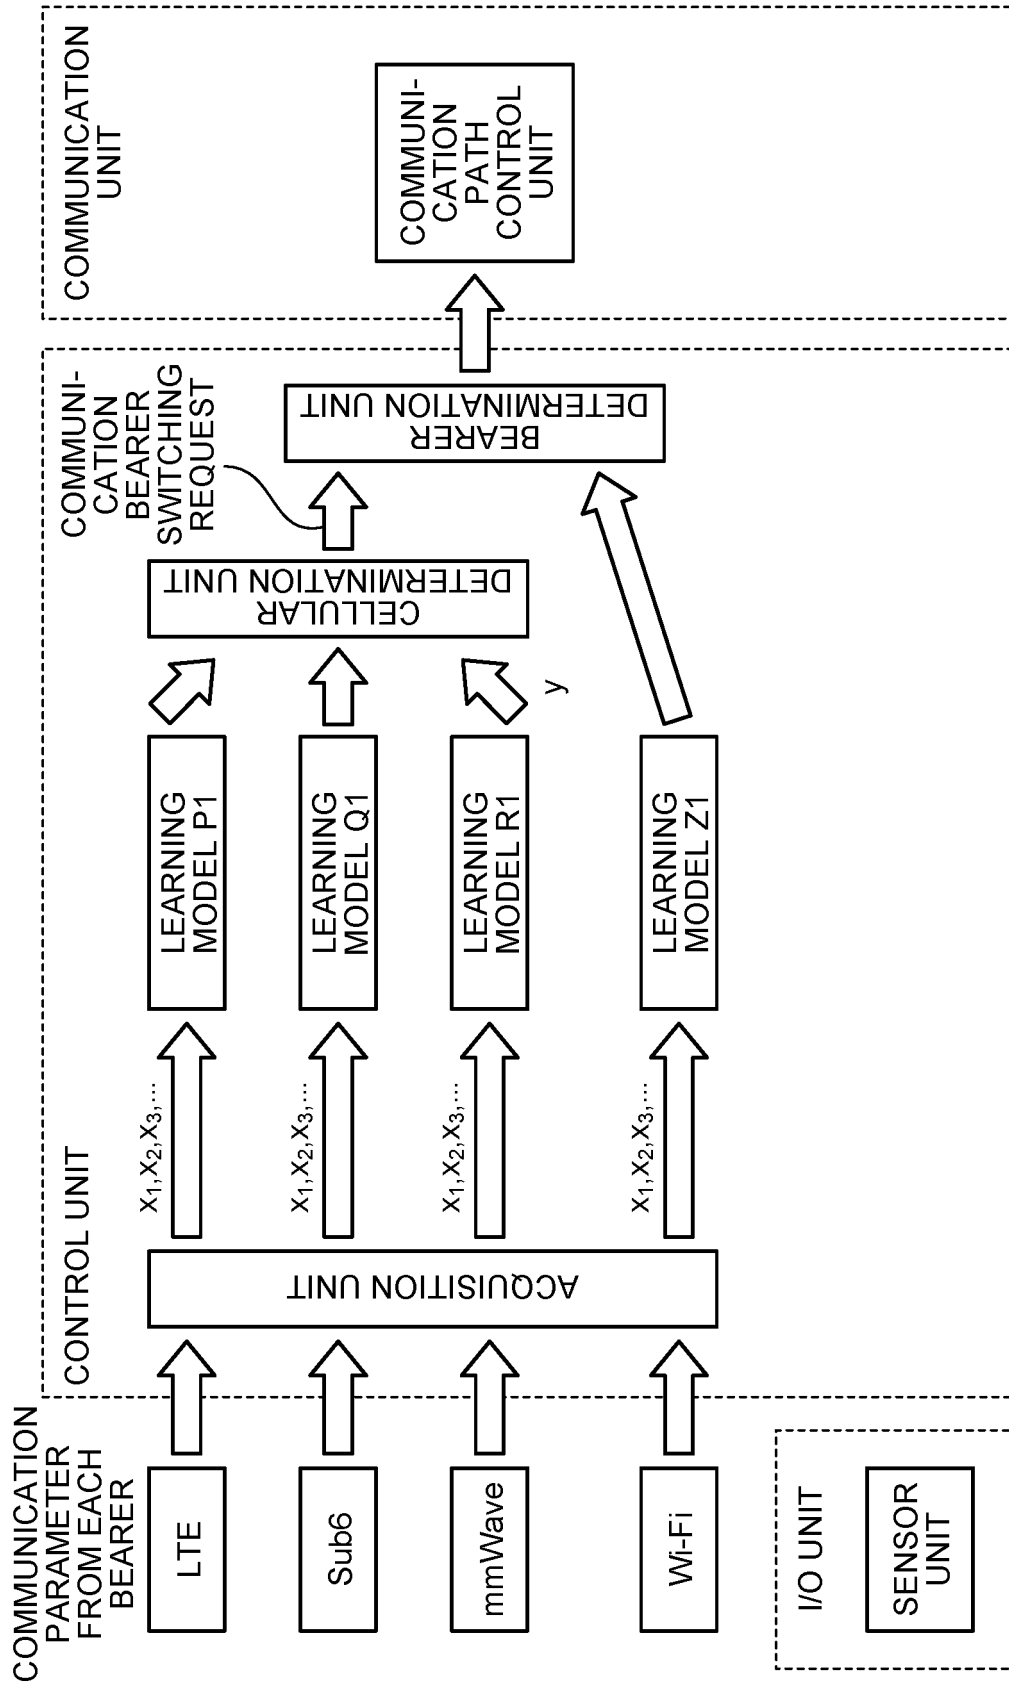 COMMUNICATION
PARAMETER
FROM EACH
BEARER
LTE
Sub6
mmWave
Wi-Fi
I/O UNIT
SENSOR
UNIT
CONTROL UNIT
ACQUISITION UNIT
X1,X2,X3,...
X1,X2,X3,...
X1,X2,X3,...
X1,X2,X3,...
LEARNING
MODEL P1
LEARNING
MODEL Q1
LEARNING
MODEL R1
LEARNING
MODEL Z1
y
CELLULAR
DETERMINATION UNIT
COMMUNI-
CATION
BEARER
SWITCHING
REQUEST
BEARER
DETERMINATION UNIT
COMMUNICATION
UNIT
COMMUNI-
CATION
PATH
CONTROL
UNIT